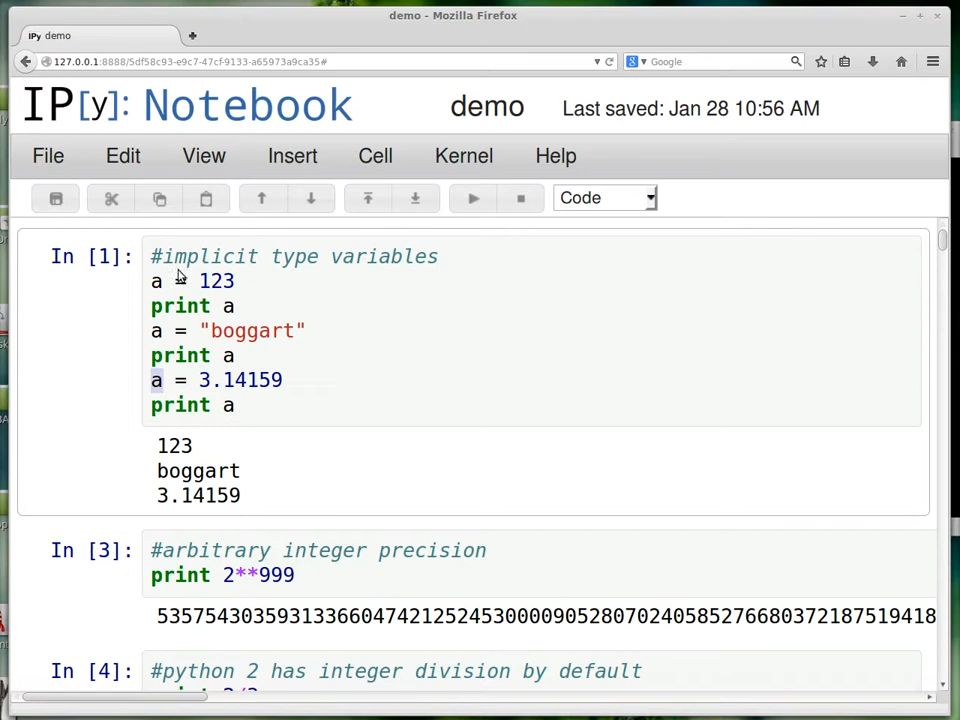 demo - Mozilla Firefox
IPy demo
127.0.0.1:8888/5df58c93-e9c7-47cf-9133-a65973a9ca35#
Google
IP[y]: Notebook demo Last saved: Jan 28 10:56 AM
File Edit View Insert Cell Kernel Help
Code
In [1]: #implicit type variables
a = 123
print a
a = "boggart"
print a
a = 3.14159
print a
123
boggart
3.14159
In [3]: #arbitrary integer precision
print 2**999
53575430359313366047421252453000090528070240585276680372187519418
In [4]: #python 2 has integer division by default